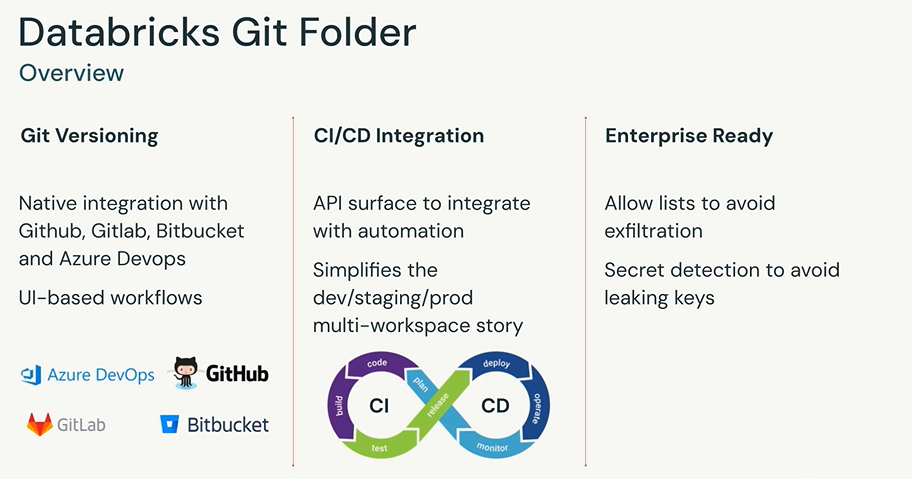 Databricks Git Folder
Overview
Git Versioning
Native integration with
Github, Gitlab, Bitbucket
and Azure Devops
UI-based workflows
Azure DevOps
GitHub
GitLab
Bitbucket
CI/CD Integration
API surface to integrate
with automation
Simplifies the
dev/staging/prod
multi-workspace story
code
build
test
plan
release
CI
deploy
operate
monitor
CD
Enterprise Ready
Allow lists to avoid
exfiltration
Secret detection to avoid
leaking keys